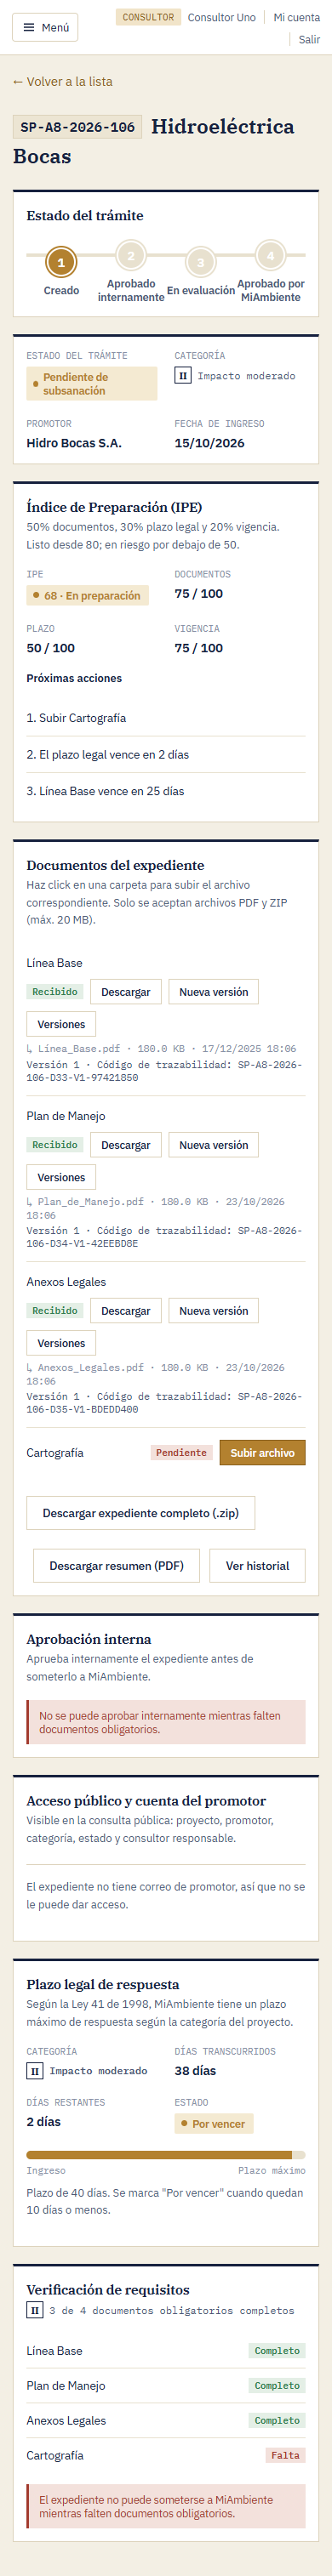 Menú
CONSULTOR Consultor Uno Mi cuenta
Salir
← Volver a la lista
SP-A8-2026-106 Hidroeléctrica
Bocas
Estado del trámite
1 2 3 4
Creado Aprobado internamente En evaluación Aprobado por MiAmbiente
ESTADO DEL TRÁMITE
Pendiente de
subsanación
CATEGORÍA
II Impacto moderado
PROMOTOR
Hidro Bocas S.A.
FECHA DE INGRESO
15/10/2026
Índice de Preparación (IPE)
50% documentos, 30% plazo legal y 20% vigencia.
Listo desde 80; en riesgo por debajo de 50.
IPE
68 · En preparación
DOCUMENTOS
75 / 100
PLAZO
50 / 100
VIGENCIA
75 / 100
Próximas acciones
1. Subir Cartografía
2. El plazo legal vence en 2 días
3. Línea Base vence en 25 días
Documentos del expediente
Haz click en una carpeta para subir el archivo
correspondiente. Solo se aceptan archivos PDF y ZIP
(máx. 20 MB).
Línea Base
Recibido Descargar Nueva versión
Versiones
↳ Linea_Base.pdf · 180.0 KB · 17/12/2025 18:06
Versión 1 · Código de trazabilidad: SP-A8-2026-
106-D33-V1-97421850
Plan de Manejo
Recibido Descargar Nueva versión
Versiones
↳ Plan_de_Manejo.pdf · 180.0 KB · 23/10/2026
18:06
Versión 1 · Código de trazabilidad: SP-A8-2026-
106-D34-V1-42EEBD8E
Anexos Legales
Recibido Descargar Nueva versión
Versiones
↳ Anexos_Legales.pdf · 180.0 KB · 23/10/2026
18:06
Versión 1 · Código de trazabilidad: SP-A8-2026-
106-D35-V1-BDEDD400
Cartografía Pendiente Subir archivo
Descargar expediente completo (.zip)
Descargar resumen (PDF) Ver historial
Aprobación interna
Aprueba internamente el expediente antes de
someterlo a MiAmbiente.
No se puede aprobar internamente mientras falten
documentos obligatorios.
Acceso público y cuenta del promotor
Visible en la consulta pública: proyecto, promotor,
categoría, estado y consultor responsable.
El expediente no tiene correo de promotor, así que no se
le puede dar acceso.
Plazo legal de respuesta
Según la Ley 41 de 1998, MiAmbiente tiene un plazo
máximo de respuesta según la categoría del proyecto.
CATEGORÍA
II Impacto moderado
DÍAS TRANSCURRIDOS
38 días
DÍAS RESTANTES
2 días
ESTADO
Por vencer
Ingreso Plazo máximo
Plazo de 40 días. Se marca "Por vencer" cuando quedan
10 días o menos.
Verificación de requisitos
II 3 de 4 documentos obligatorios completos
Línea Base Completo
Plan de Manejo Completo
Anexos Legales Completo
Cartografía Falta
El expediente no puede someterse a MiAmbiente
mientras falten documentos obligatorios.